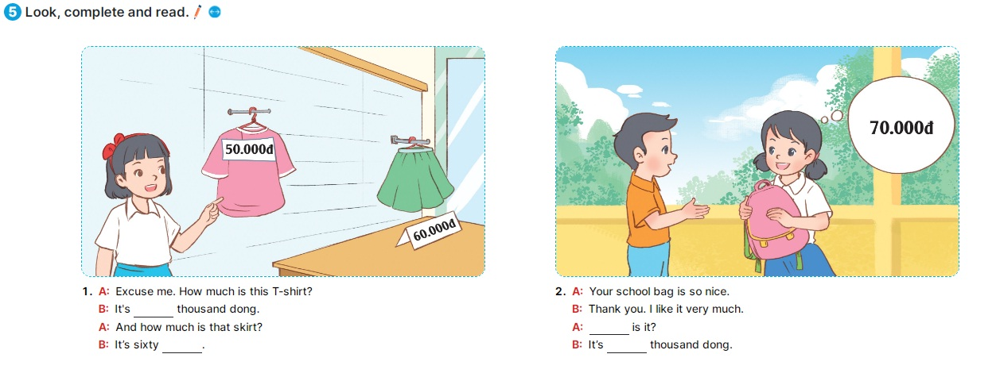 5 Look, complete and read.
50.000đ
60.000đ
70.000đ
1. A: Excuse me. How much is this T-shirt?
B: It's ______ thousand dong.
A: And how much is that skirt?
B: It's sixty ______.
2. A: Your school bag is so nice.
B: Thank you. I like it very much.
A: ______ is it?
B: It's ______ thousand dong.